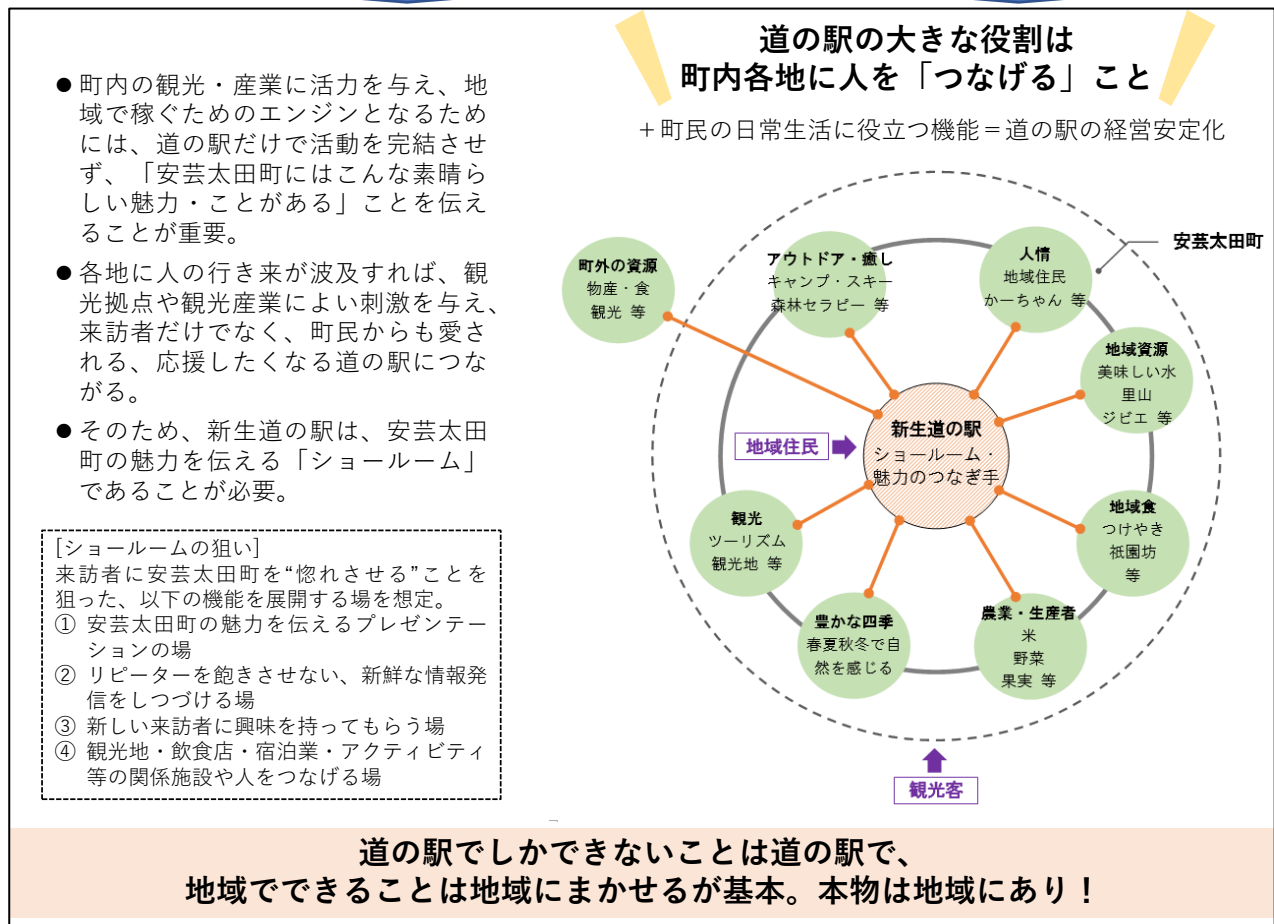 ● 町内の観光・産業に活力を与え、地
域で稼ぐためのエンジンとなるため
には、道の駅だけで活動を完結させ
ず、「安芸太田町にはこんな素晴ら
しい魅力・ことがある」ことを伝え
ることが重要。
● 各地に人の行き来が波及すれば、観
光拠点や観光産業によい刺激を与え、
来訪者だけでなく、町民からも愛さ
れる、応援したくなる道の駅につな
がる。
● そのため、新生道の駅は、安芸太田
町の魅力を伝える「ショールーム」
であることが必要。
[ショールームの狙い]
来訪者に安芸太田町を“惚れさせる”ことを
狙った、以下の機能を展開する場を想定。
① 安芸太田町の魅力を伝えるプレゼンテー
ションの場
② リピーターを飽きさせない、新鮮な情報発
信をしつづける場
③ 新しい来訪者に興味を持ってもらう場
④ 観光地・飲食店・宿泊業・アクティビティ
等の関係施設や人をつなげる場
道の駅の大きな役割は
町内各地に人を「つなげる」こと
＋町民の日常生活に役立つ機能＝道の駅の経営安定化
安芸太田町
町外の資源
物産・食
観光 等
アウトドア・癒し
キャンプ・スキー
森林セラピー 等
人情
地域住民
かーちゃん 等
地域資源
美味しい水
里山
ジビエ 等
新生道の駅
ショールーム・
魅力のつなぎ手
地域住民
観光
ツーリズム
観光地 等
地域食
つけやき
祇園坊
等
豊かな四季
春夏秋冬で自
然を感じる
農業・生産者
米
野菜
果実 等
観光客
道の駅でしかできないことは道の駅で、
地域でできることは地域にまかせるが基本。本物は地域にあり！